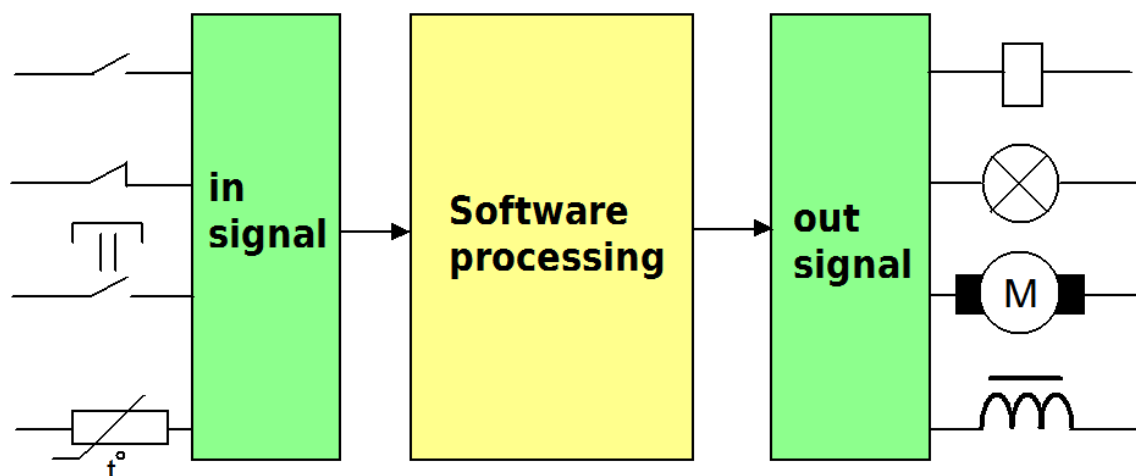 in
signal
Software
processing
out
signal
M
t°